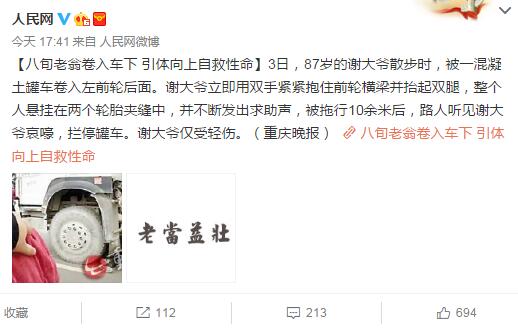 人民网
今天 17:41 来自 人民网微博
【八旬老翁卷入车下 引体向上自救性命】3日，87岁的谢大爷散步时，被一混凝
土罐车卷入左前轮后面。谢大爷立即用双手紧紧抱住前轮横梁并抬起双腿，整个
人悬挂在两个轮胎夹缝中，并不断发出求助声，被拖行10余米后，路人听见谢大
爷哀嚎，拦停罐车。谢大爷仅受轻伤。（重庆晚报） 八旬老翁卷入车下 引体
向上自救性命
老當益壯
收藏
112
213
694